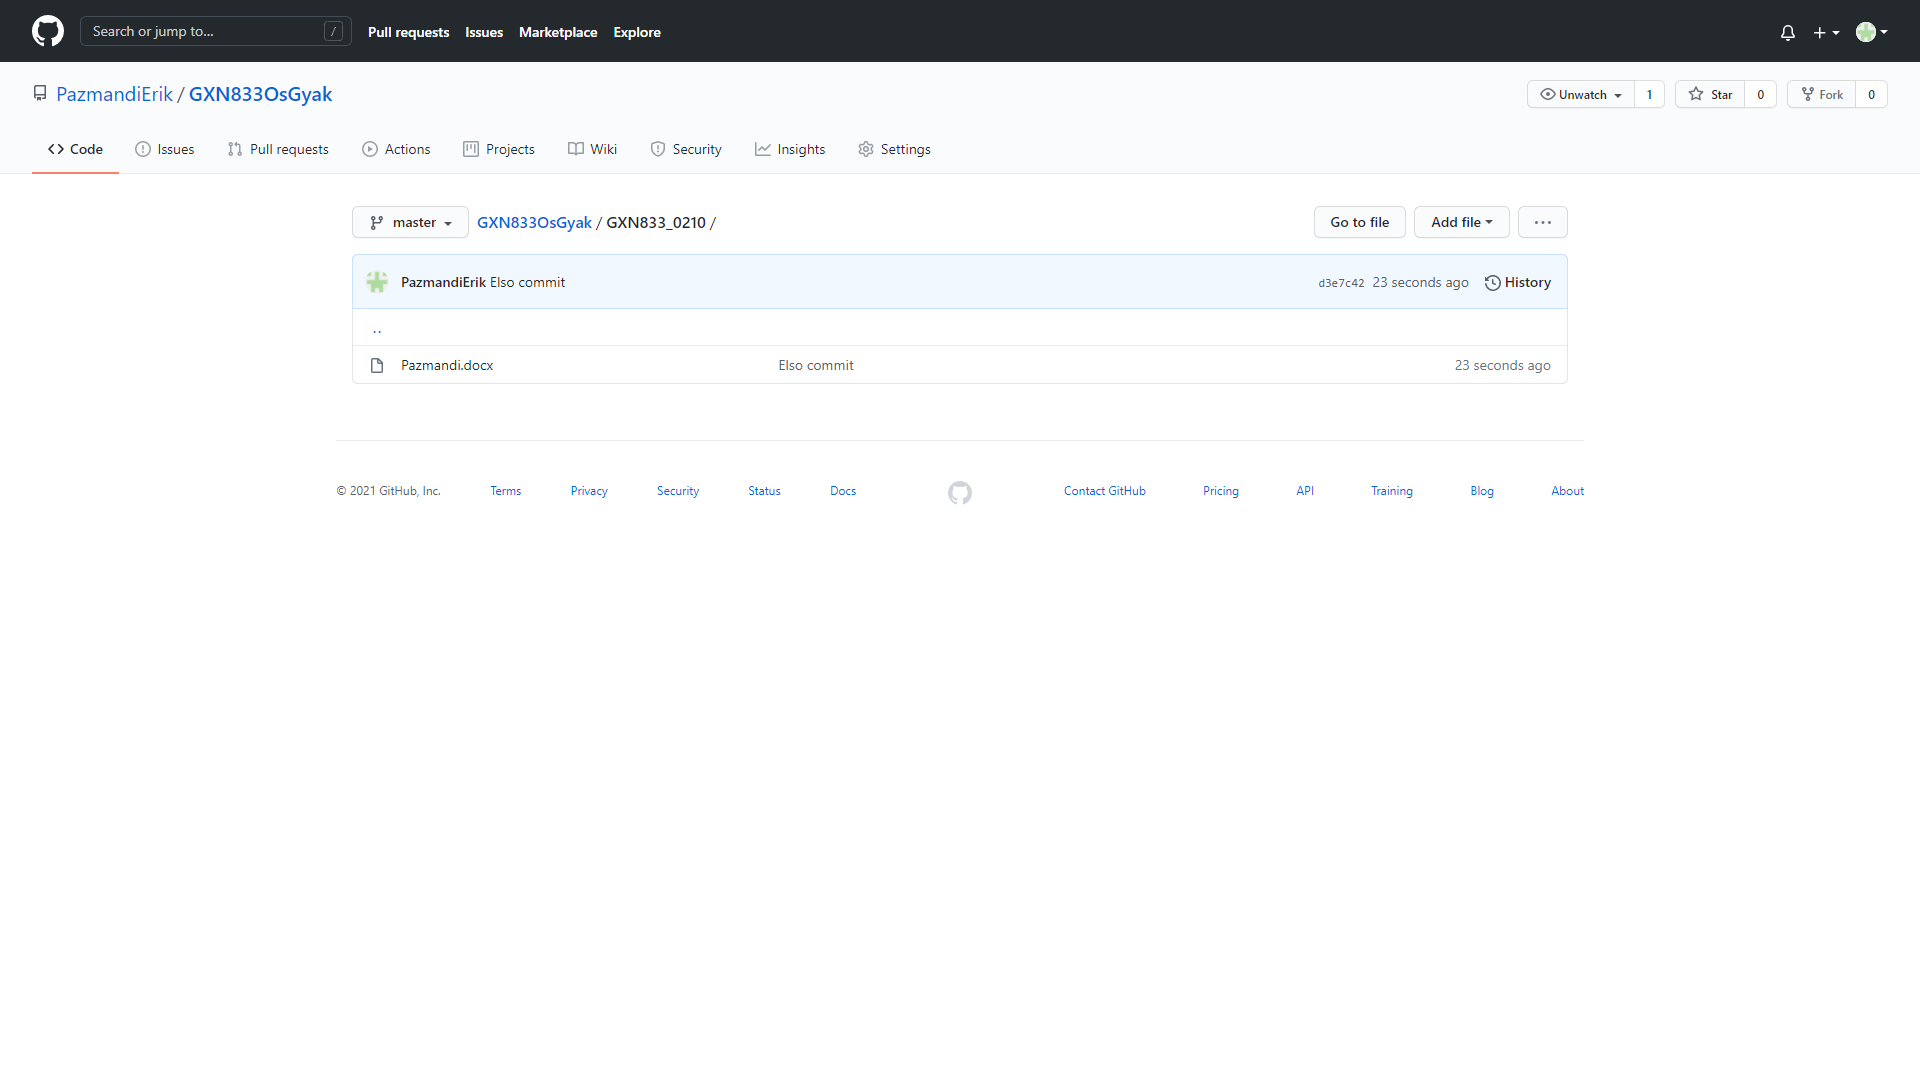 Search or jump to... /
Pull requests Issues Marketplace Explore
PazmandiErik / GXN833OsGyak
Unwatch 1 Star 0 Fork 0
Code Issues Pull requests Actions Projects Wiki Security Insights Settings
master GXN833OsGyak / GXN833_0210 / Go to file Add file ...
PazmandiErik Elso commit d3e7c42 23 seconds ago History
..
Pazmandi.docx Elso commit 23 seconds ago
© 2021 GitHub, Inc. Terms Privacy Security Status Docs Contact GitHub Pricing API Training Blog About